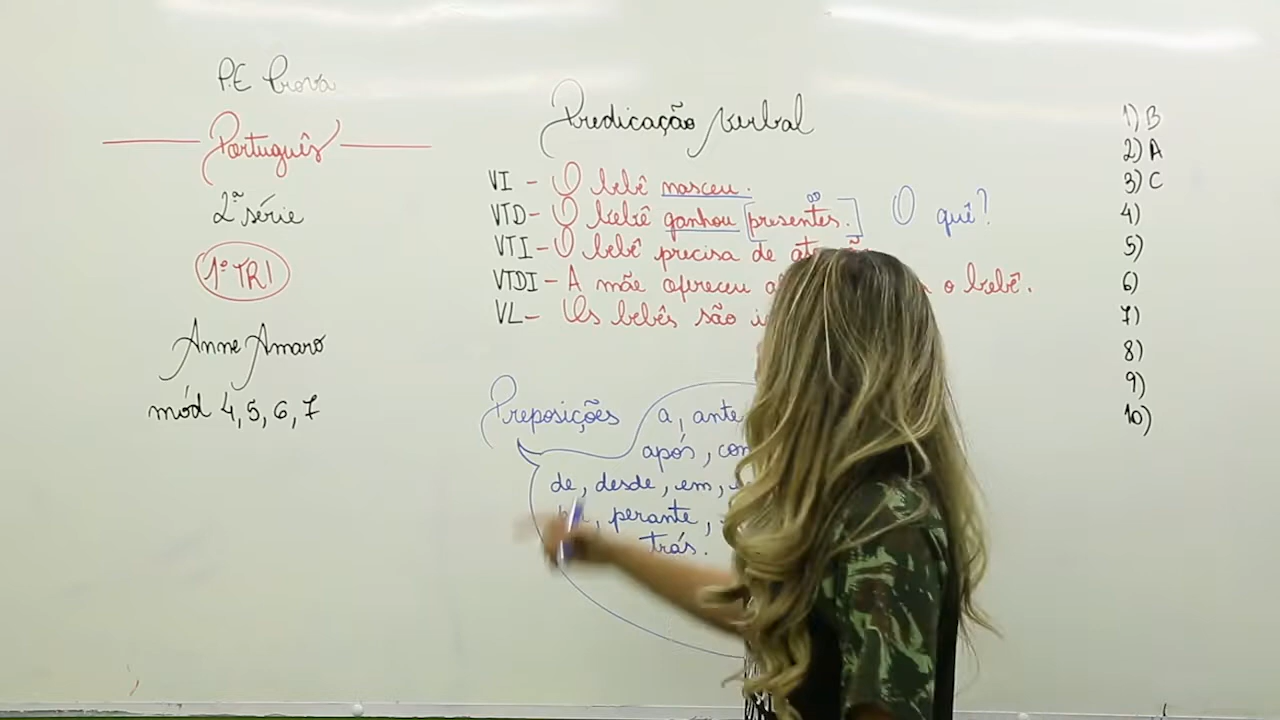 P.E Prova
Português
2ª série
1º TRI
Anne Amaro
mód 4, 5, 6, 7
Predicação verbal
VI - O bebê nasceu.
OD
VTD- O bebê ganhou [presentes.] O quê?
VTI - O bebê precisa de
VTDI - A mãe ofereceu o bebê.
VL- Os bebês são
Preposições a, ante
após,
de, desde, em,
perante,
trás.
1) B
2) A
3) C
4)
5)
6)
7)
8)
9)
10)